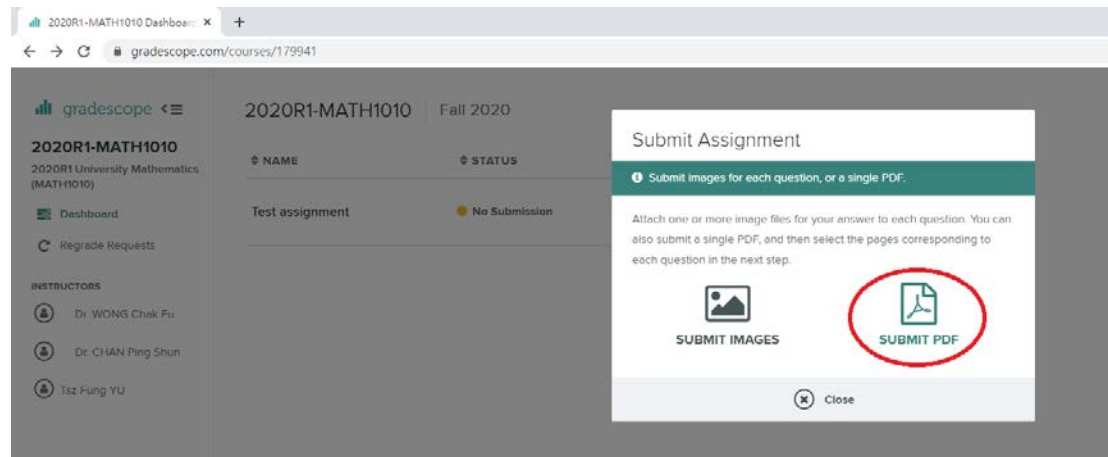 2020R1-MATH1010 Dashboar
gradescope.com/courses/179941
gradescope
2020R1-MATH1010
2020R1 University Mathematics
(MATH1010)
Dashboard
Regrade Requests
INSTRUCTORS
Dr. WONG Chak Fu
Dr. CHAN Ping Shun
Tsz Fung YU
2020R1-MATH1010 Fall 2020
NAME STATUS
Test assignment No Submission
Submit Assignment
Submit images for each question, or a single PDF.
Attach one or more image files for your answer to each question. You can
also submit a single PDF, and then select the pages corresponding to
each question in the next step.
SUBMIT IMAGES SUBMIT PDF
Close